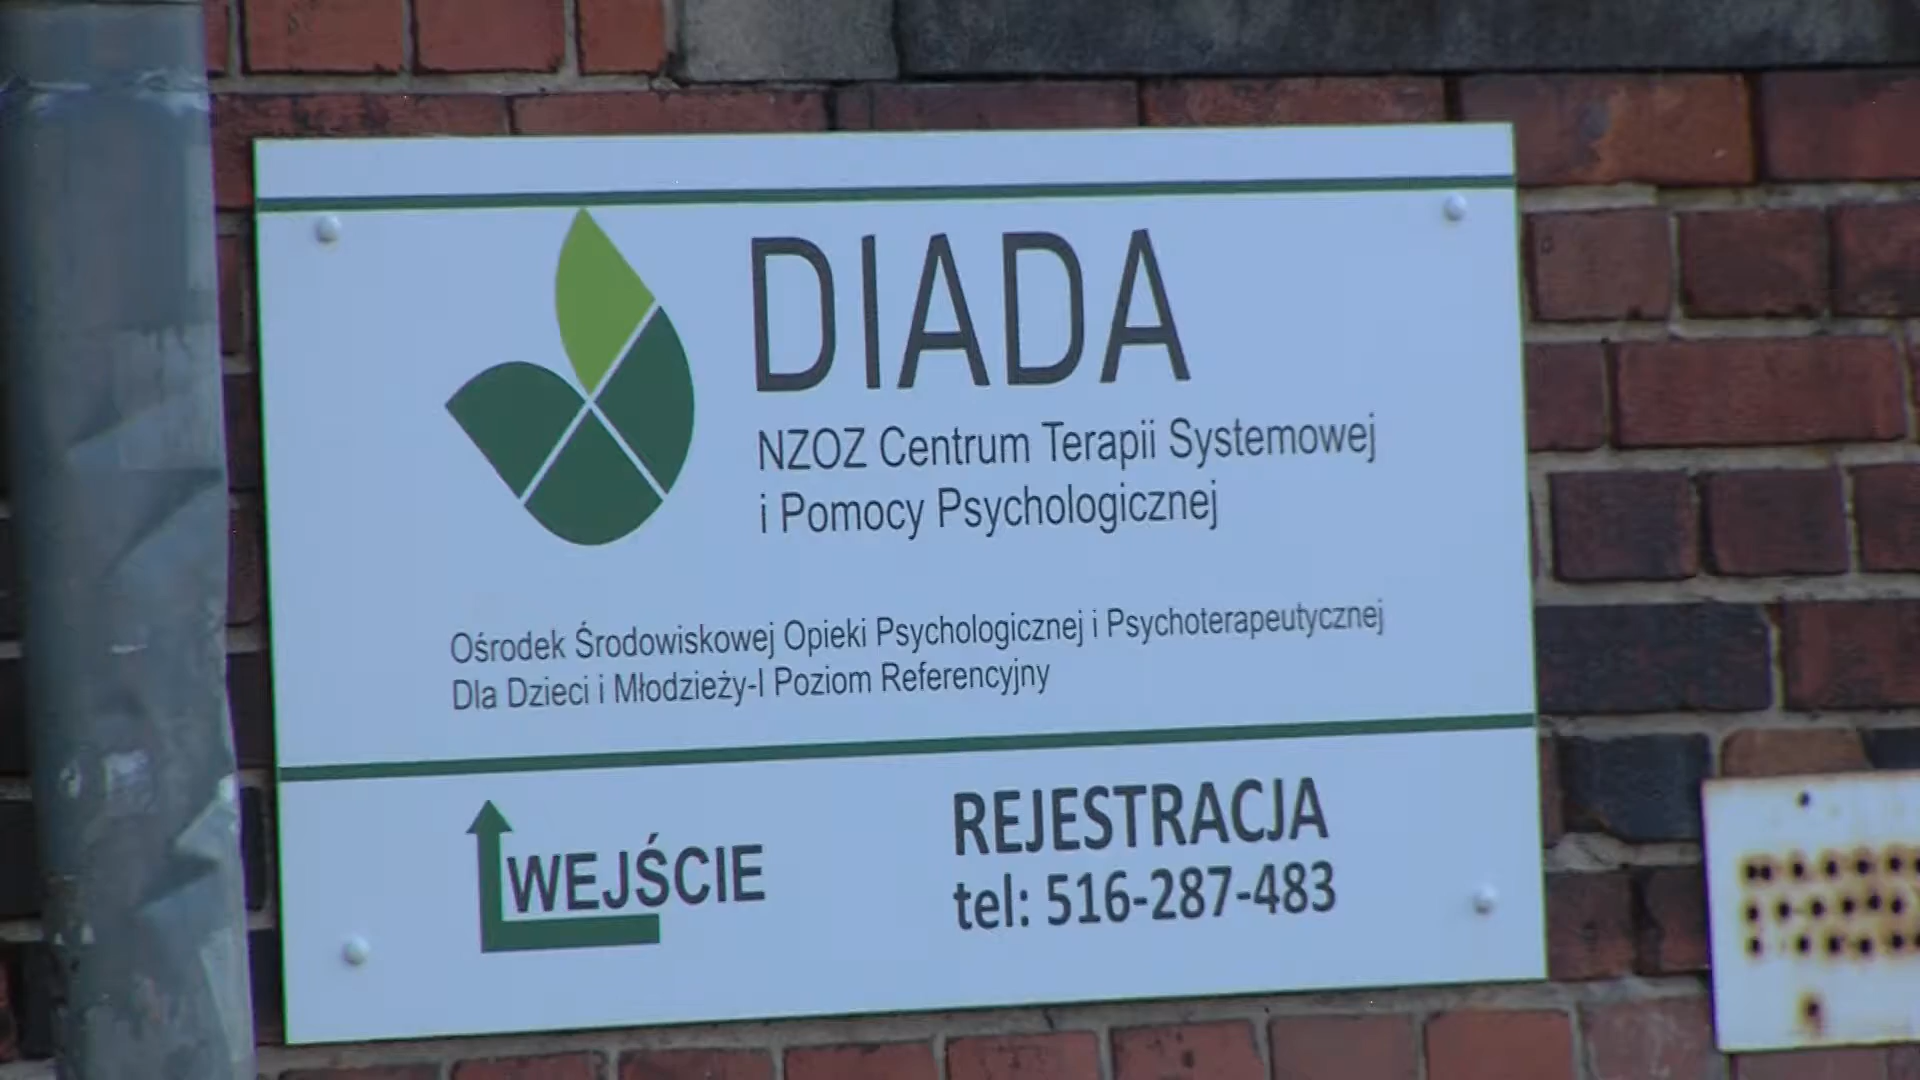 DIADA
NZOZ Centrum Terapii Systemowej
i Pomocy Psychologicznej
Ośrodek Środowiskowej Opieki Psychologicznej i Psychoterapeutycznej
Dla Dzieci i Młodzieży-I Poziom Referencyjny
WEJŚCIE
REJESTRACJA
tel: 516-287-483